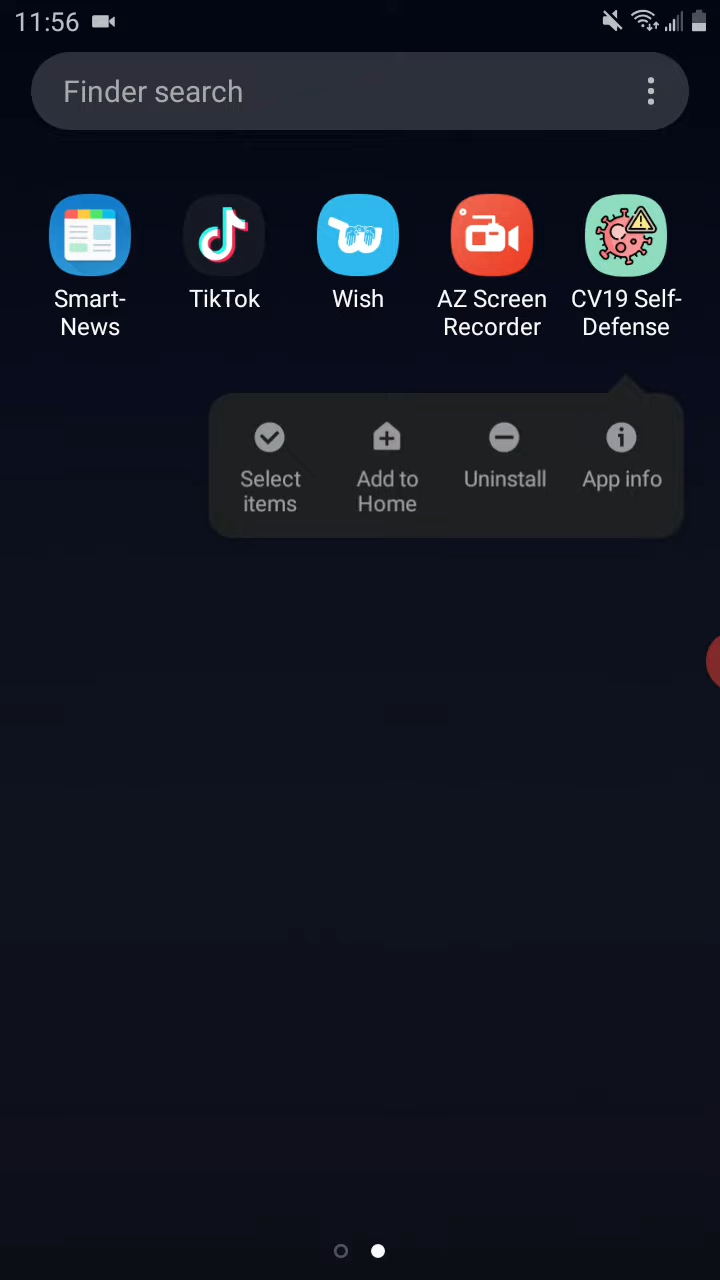 11:56
Finder search
Smart-
News
TikTok
Wish
AZ Screen
Recorder
CV19 Self-
Defense
Select
items
Add to
Home
Uninstall
App info